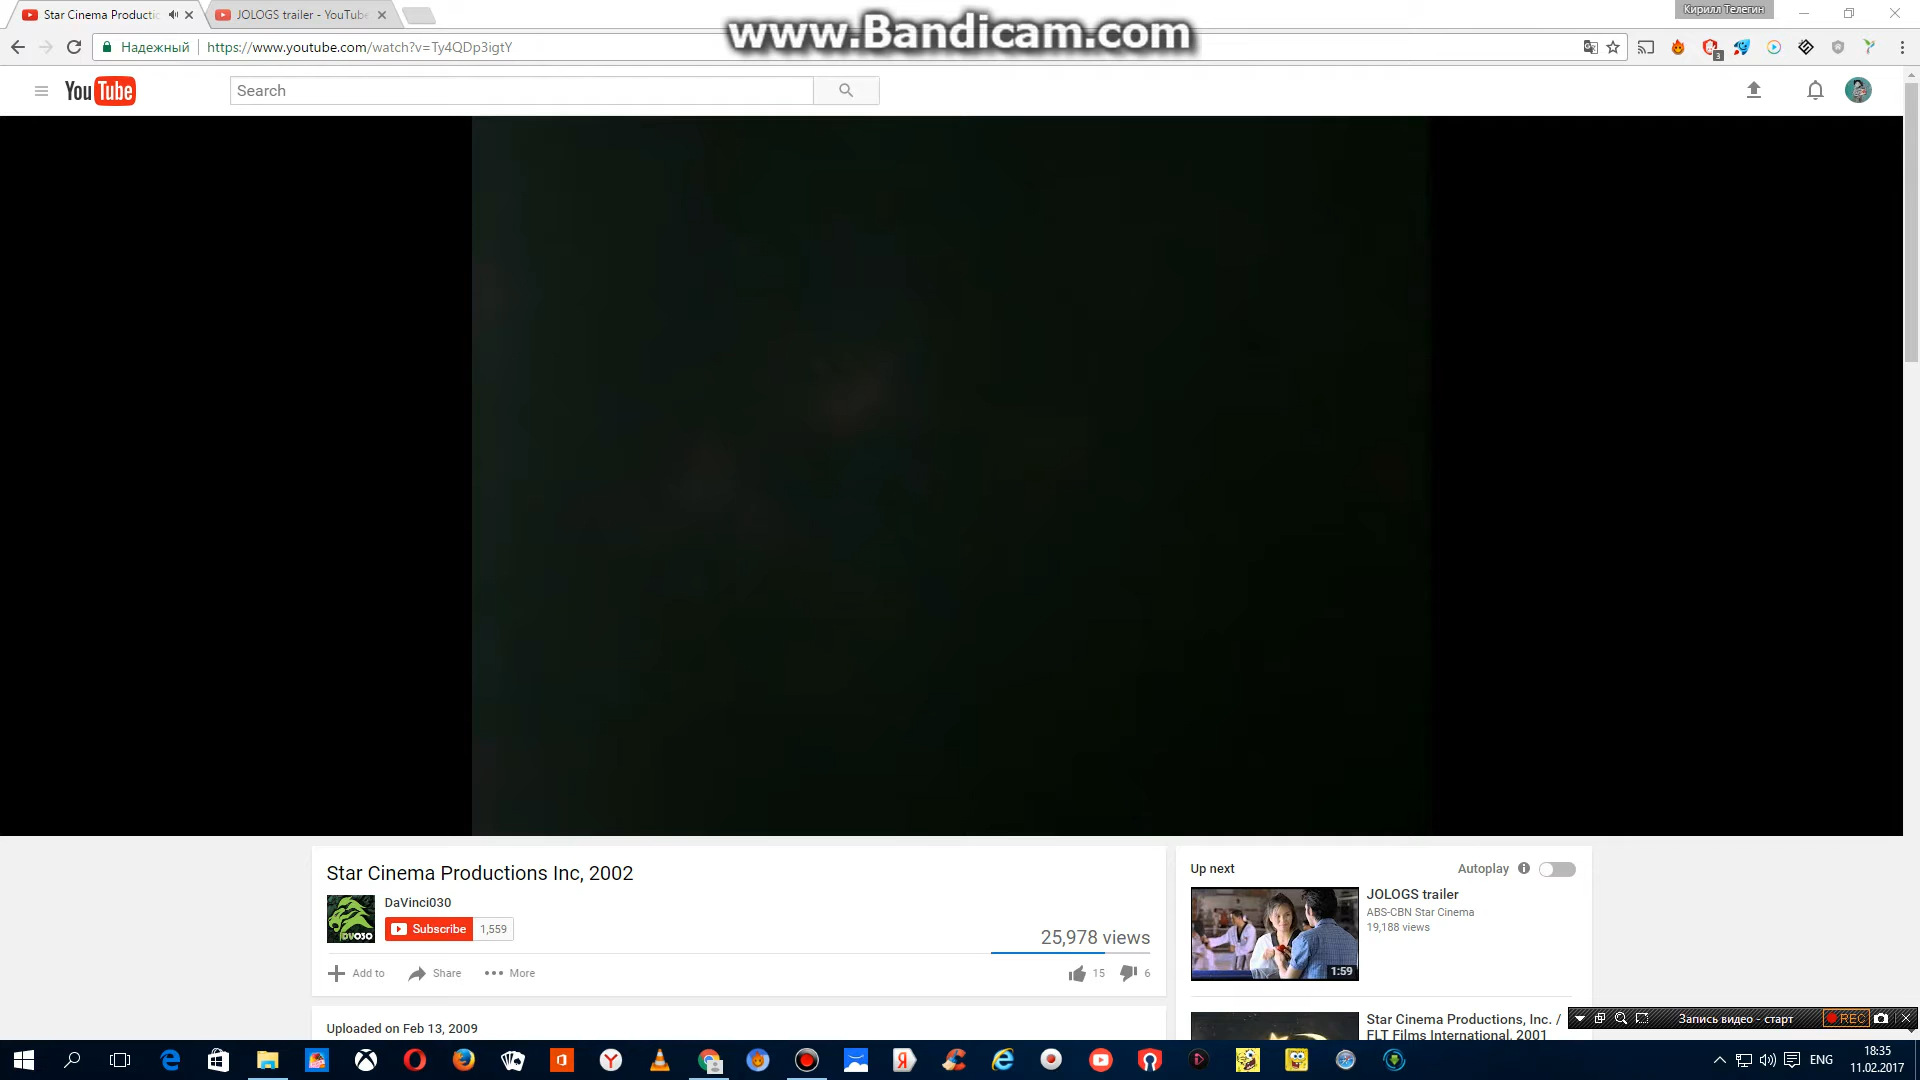 Star Cinema Productio
JOLOGS trailer - YouTube
www.Bandicam.com
Кирилл Телегин
Надежный
https://www.youtube.com/watch?v=Ty4QDp3igtY
3
YouTube
Search
Star Cinema Productions Inc, 2002
DaVinci030
Subscribe
1,559
25,978 views
Add to
Share
More
15
6
Uploaded on Feb 13, 2009
Up next
Autoplay
JOLOGS trailer
ABS-CBN Star Cinema
19,188 views
1:59
Star Cinema Productions, Inc. /
FLT Films International, 2001
Запись видео - старт
REC
ENG
18:35
11.02.2017